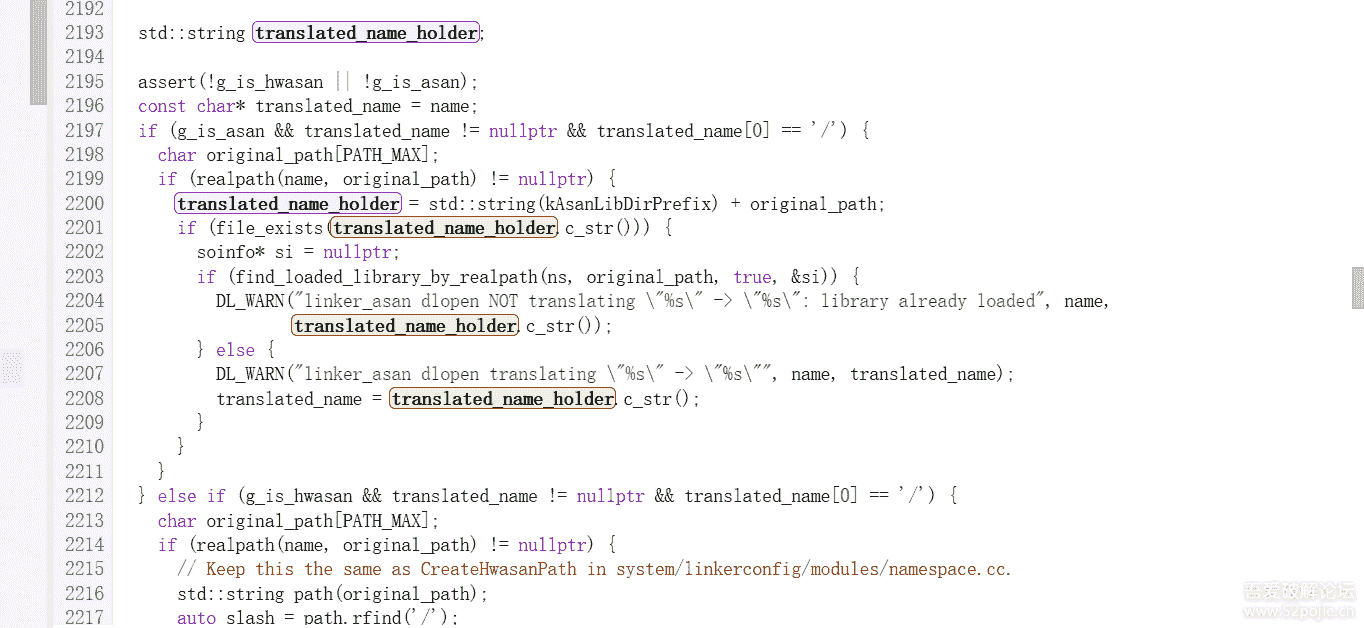 2192
2193 std::string translated_name_holder;
2194
2195 assert(!g_is_hwasan || !g_is_asan);
2196 const char* translated_name = name;
2197 if (g_is_asan && translated_name != nullptr && translated_name[0] == '/') {
2198 char original_path[PATH_MAX];
2199 if (realpath(name, original_path) != nullptr) {
2200 translated_name_holder = std::string(kAsanLibDirPrefix) + original_path;
2201 if (file_exists(translated_name_holder.c_str())) {
2202 soinfo* si = nullptr;
2203 if (find_loaded_library_by_realpath(ns, original_path, true, &si)) {
2204 DL_WARN("linker_asan dlopen NOT translating \"%s\" -> \"%s\": library already loaded", name,
2205 translated_name_holder.c_str());
2206 } else {
2207 DL_WARN("linker_asan dlopen translating \"%s\" -> \"%s\"", name, translated_name);
2208 translated_name = translated_name_holder.c_str();
2209 }
2210 }
2211 }
2212 } else if (g_is_hwasan && translated_name != nullptr && translated_name[0] == '/') {
2213 char original_path[PATH_MAX];
2214 if (realpath(name, original_path) != nullptr) {
2215 // Keep this the same as CreateHwasanPath in system/linkerconfig/modules/namespace.cc.
2216 std::string path(original_path);
2217 auto slash = path.rfind('/');
吾爱破解论坛
www.52pojie.cn